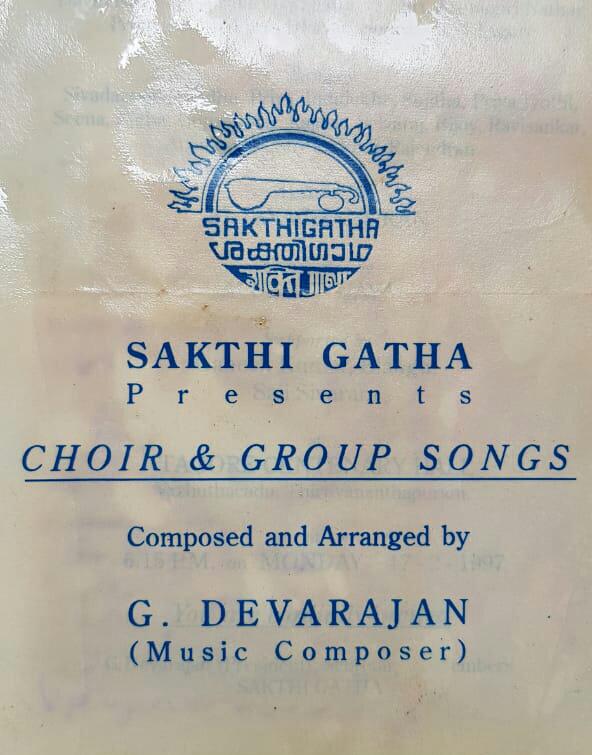 SAKTHIGATHA
ശക്തിഗാഥ
SAKTHI GATHA
Presents
CHOIR & GROUP SONGS
Composed and Arranged by
G. DEVARAJAN
(Music Composer)